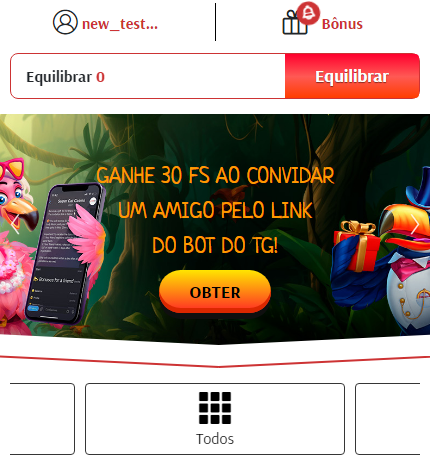 new_test...
Bônus
Equilibrar 0
Equilibrar
GANHE 30 FS AO CONVIDAR
UM AMIGO PELO LINK
DO BOT DO TG!
OBTER
Todos